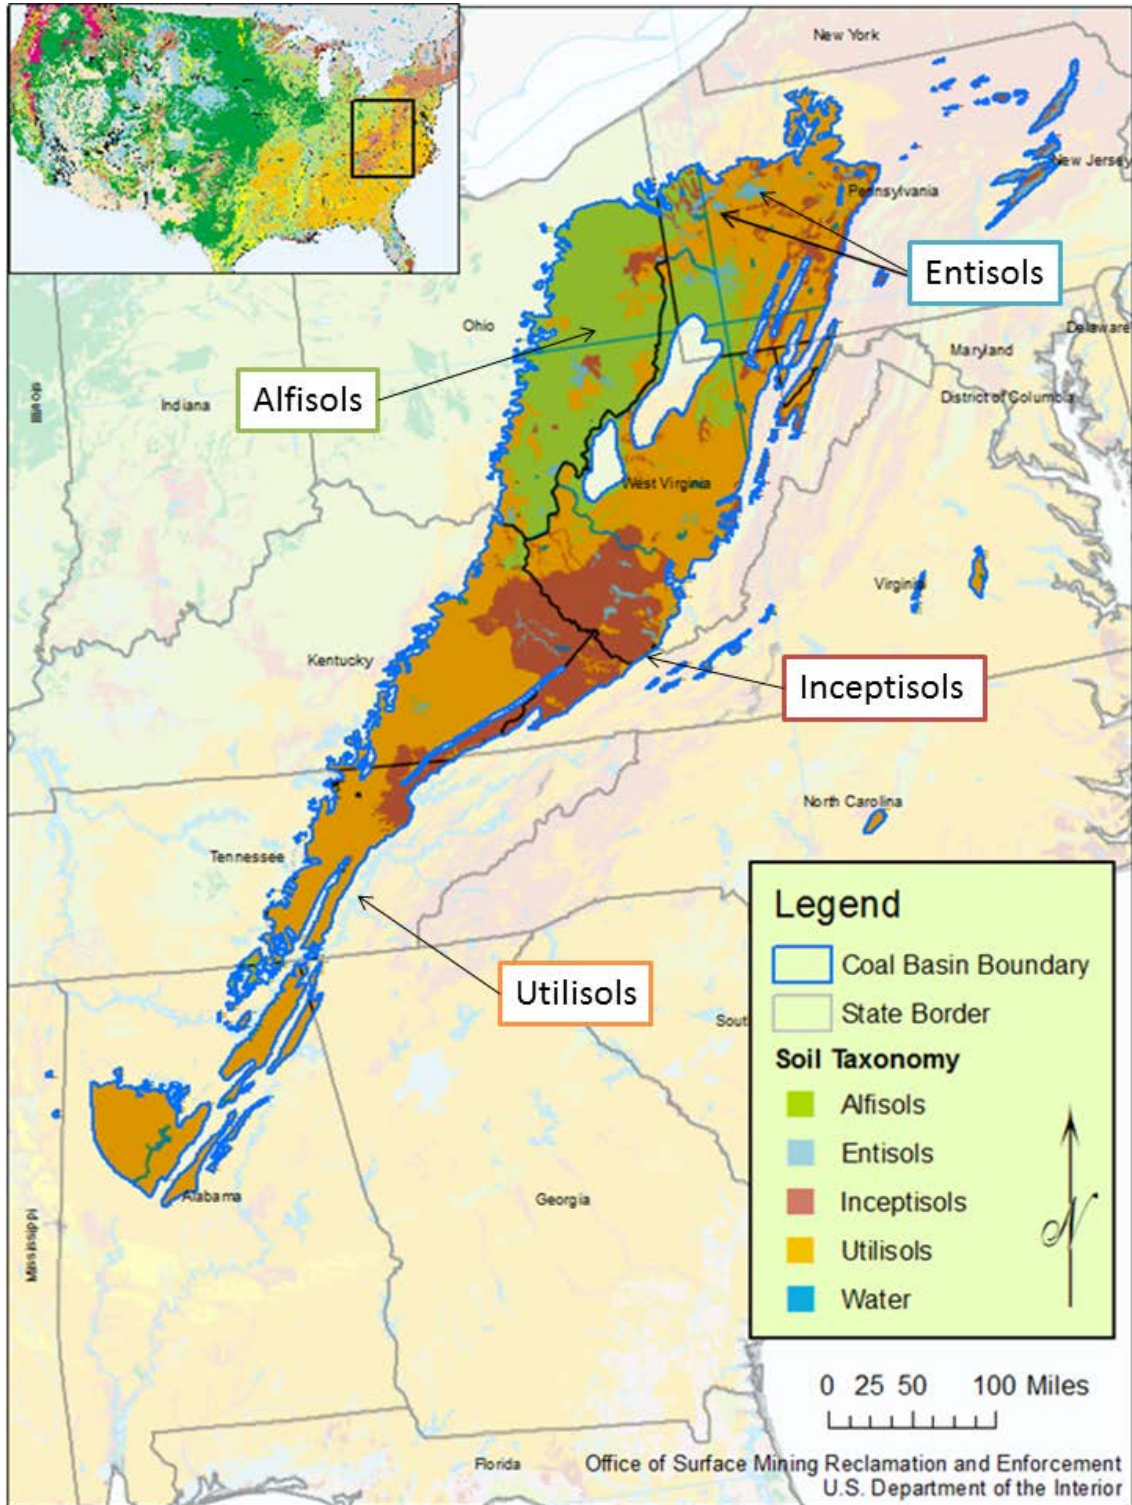 New York
New Jersey
Pennsylvania
Entisols
Ohio
Delaware
Maryland
Alfisols
Indiana
District of Columbia
Illinois
West Virginia
Virginia
Kentucky
Inceptisols
North Carolina
Tennessee
Legend
Coal Basin Boundary
Utilisols
State Border
Sout
Soil Taxonomy
Alfisols
Entisols
Alabama
Georgia
Inceptisols
Mississippi
Utilisols
Water
N
0 25 50 100 Miles
Florida
Office of Surface Mining Reclamation and Enforcement
U.S. Department of the Interior